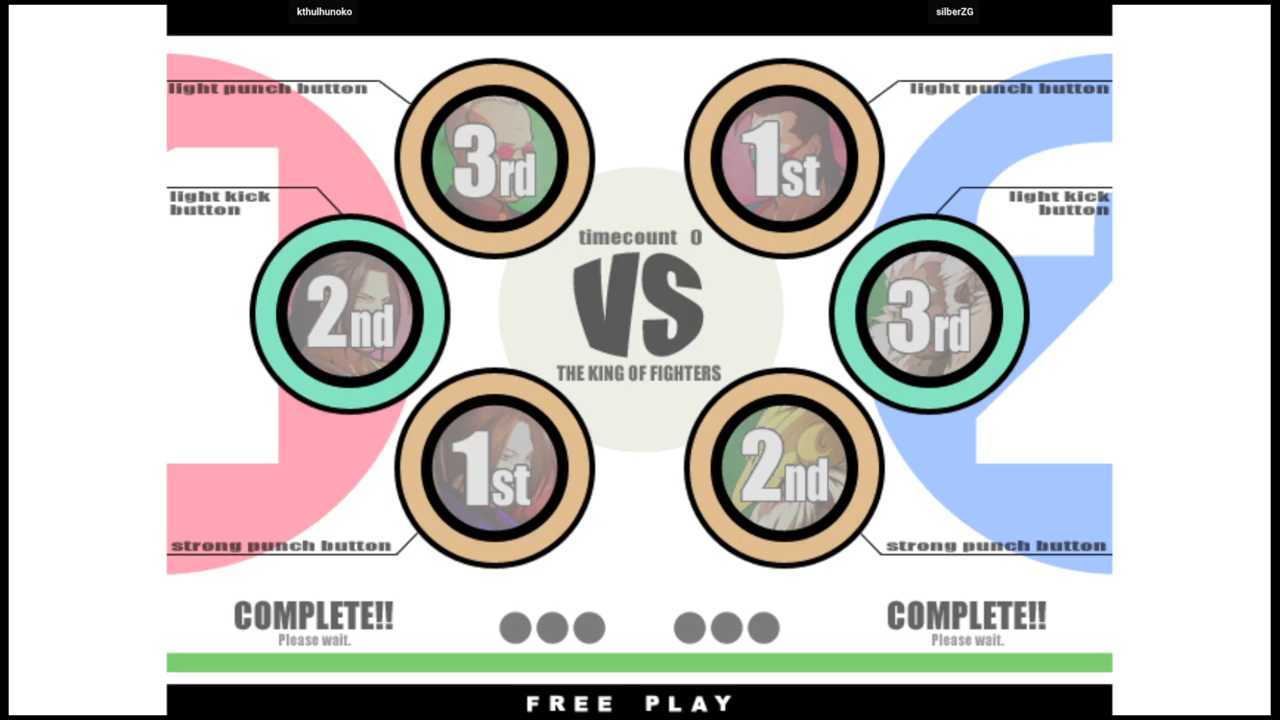 kthulhunoko
silberZG
light punch button
light punch button
3rd
1st
light kick
button
light kick
button
timecount 0
VS
THE KING OF FIGHTERS
2nd
3rd
1st
2nd
strong punch button
strong punch button
COMPLETE!!
Please wait.
COMPLETE!!
Please wait.
FREE PLAY